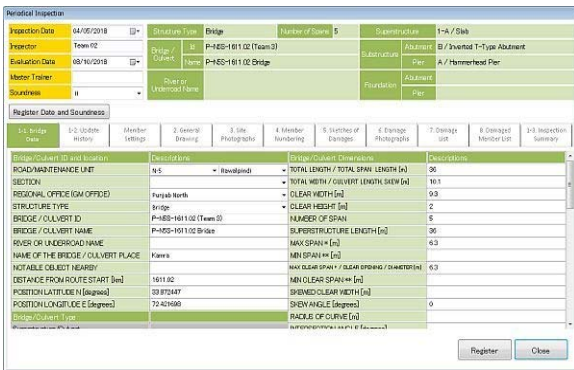 Periodical Inspection
Inspection Date 04/05/2018 Structure Type Bridge Number of Spans 5 Superstructure 1-A / Slab
Inspector Team 02 Bridge / Culvert Id P-N5S-1611.02 (Team3) Substructure Abutment B / Inverted T-Type Abutment
Evaluation Date 08/10/2018 Name P-N5S-1611.02 Bridge Pier A / Hammerhead Pier
Master Trainer River or Underroad Name Foundation Abutment
Soundness II Pier
Register Date and Soundness
1-1. Bridge Data 1-2. Update History Member Settings 2. General Drawing 3. Site Photographs 4. Member Numbering 5. Sketches of Damages 6. Damage Photographs 7. Damage List 8. Damaged Member List 1-3. Inspection Summary
Bridge/Culvert ID and location Descriptions Bridge/Culvert Dimensions Descriptions
ROAD/MAINTENANCE UNIT N-5 Rawalpindi TOTAL LENGTH / TOTAL SPAN LENGTH [m] 36
SECTION TOTAL WIDTH / CULVERT LENGTH, SKEW [m] 10.1
REGIONAL OFFICE (GM OFFICE) Punjab North CLEAR WIDTH [m] 9.3
STRUCTURE TYPE Bridge CLEAR HEIGHT [m] 2
BRIDGE / CULVERT ID P-N5S-1611.02 (Team 3) NUMBER OF SPAN 5
BRIDGE / CULVERT NAME P-N5S-1611.02 Bridge SUPERSTRUCTURE LENGTH [m] 36
RIVER OR UNDERROAD NAME MAX SPAN * [m] 6.3
NAME OF THE BRIDGE / CULVERT PLACE Kamra MIN SPAN ** [m]
NOTABLE OBJECT NEARBY MAX CLEAR SPAN * / CLEAR OPENING / DIAMETER [m] 6.3
DISTANCE FROM ROUTE START [km] 1611.02 MIN CLEAR SPAN ** [m]
POSITION LATITUDE N [degrees] 33.872447 SKEWED CLEAR WIDTH [m]
POSITION LONGITUDE E [degrees] 72.421698 SKEW ANGLE [degrees] 0
Bridge/Culvert Type RADIUS OF CURVE [m]
Superstructure/Culvert INTERSECTION ANGLE [degrees]
Register Close